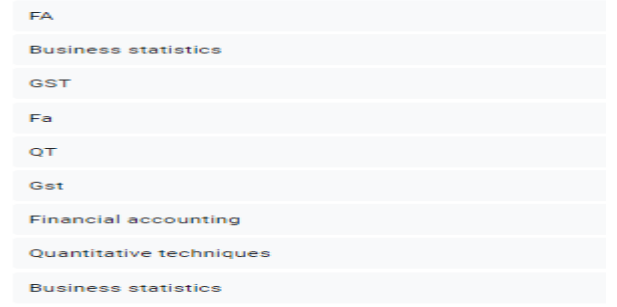 FA
Business statistics
GST
Fa
QT
Gst
Financial accounting
Quantitative techniques
Business statistics